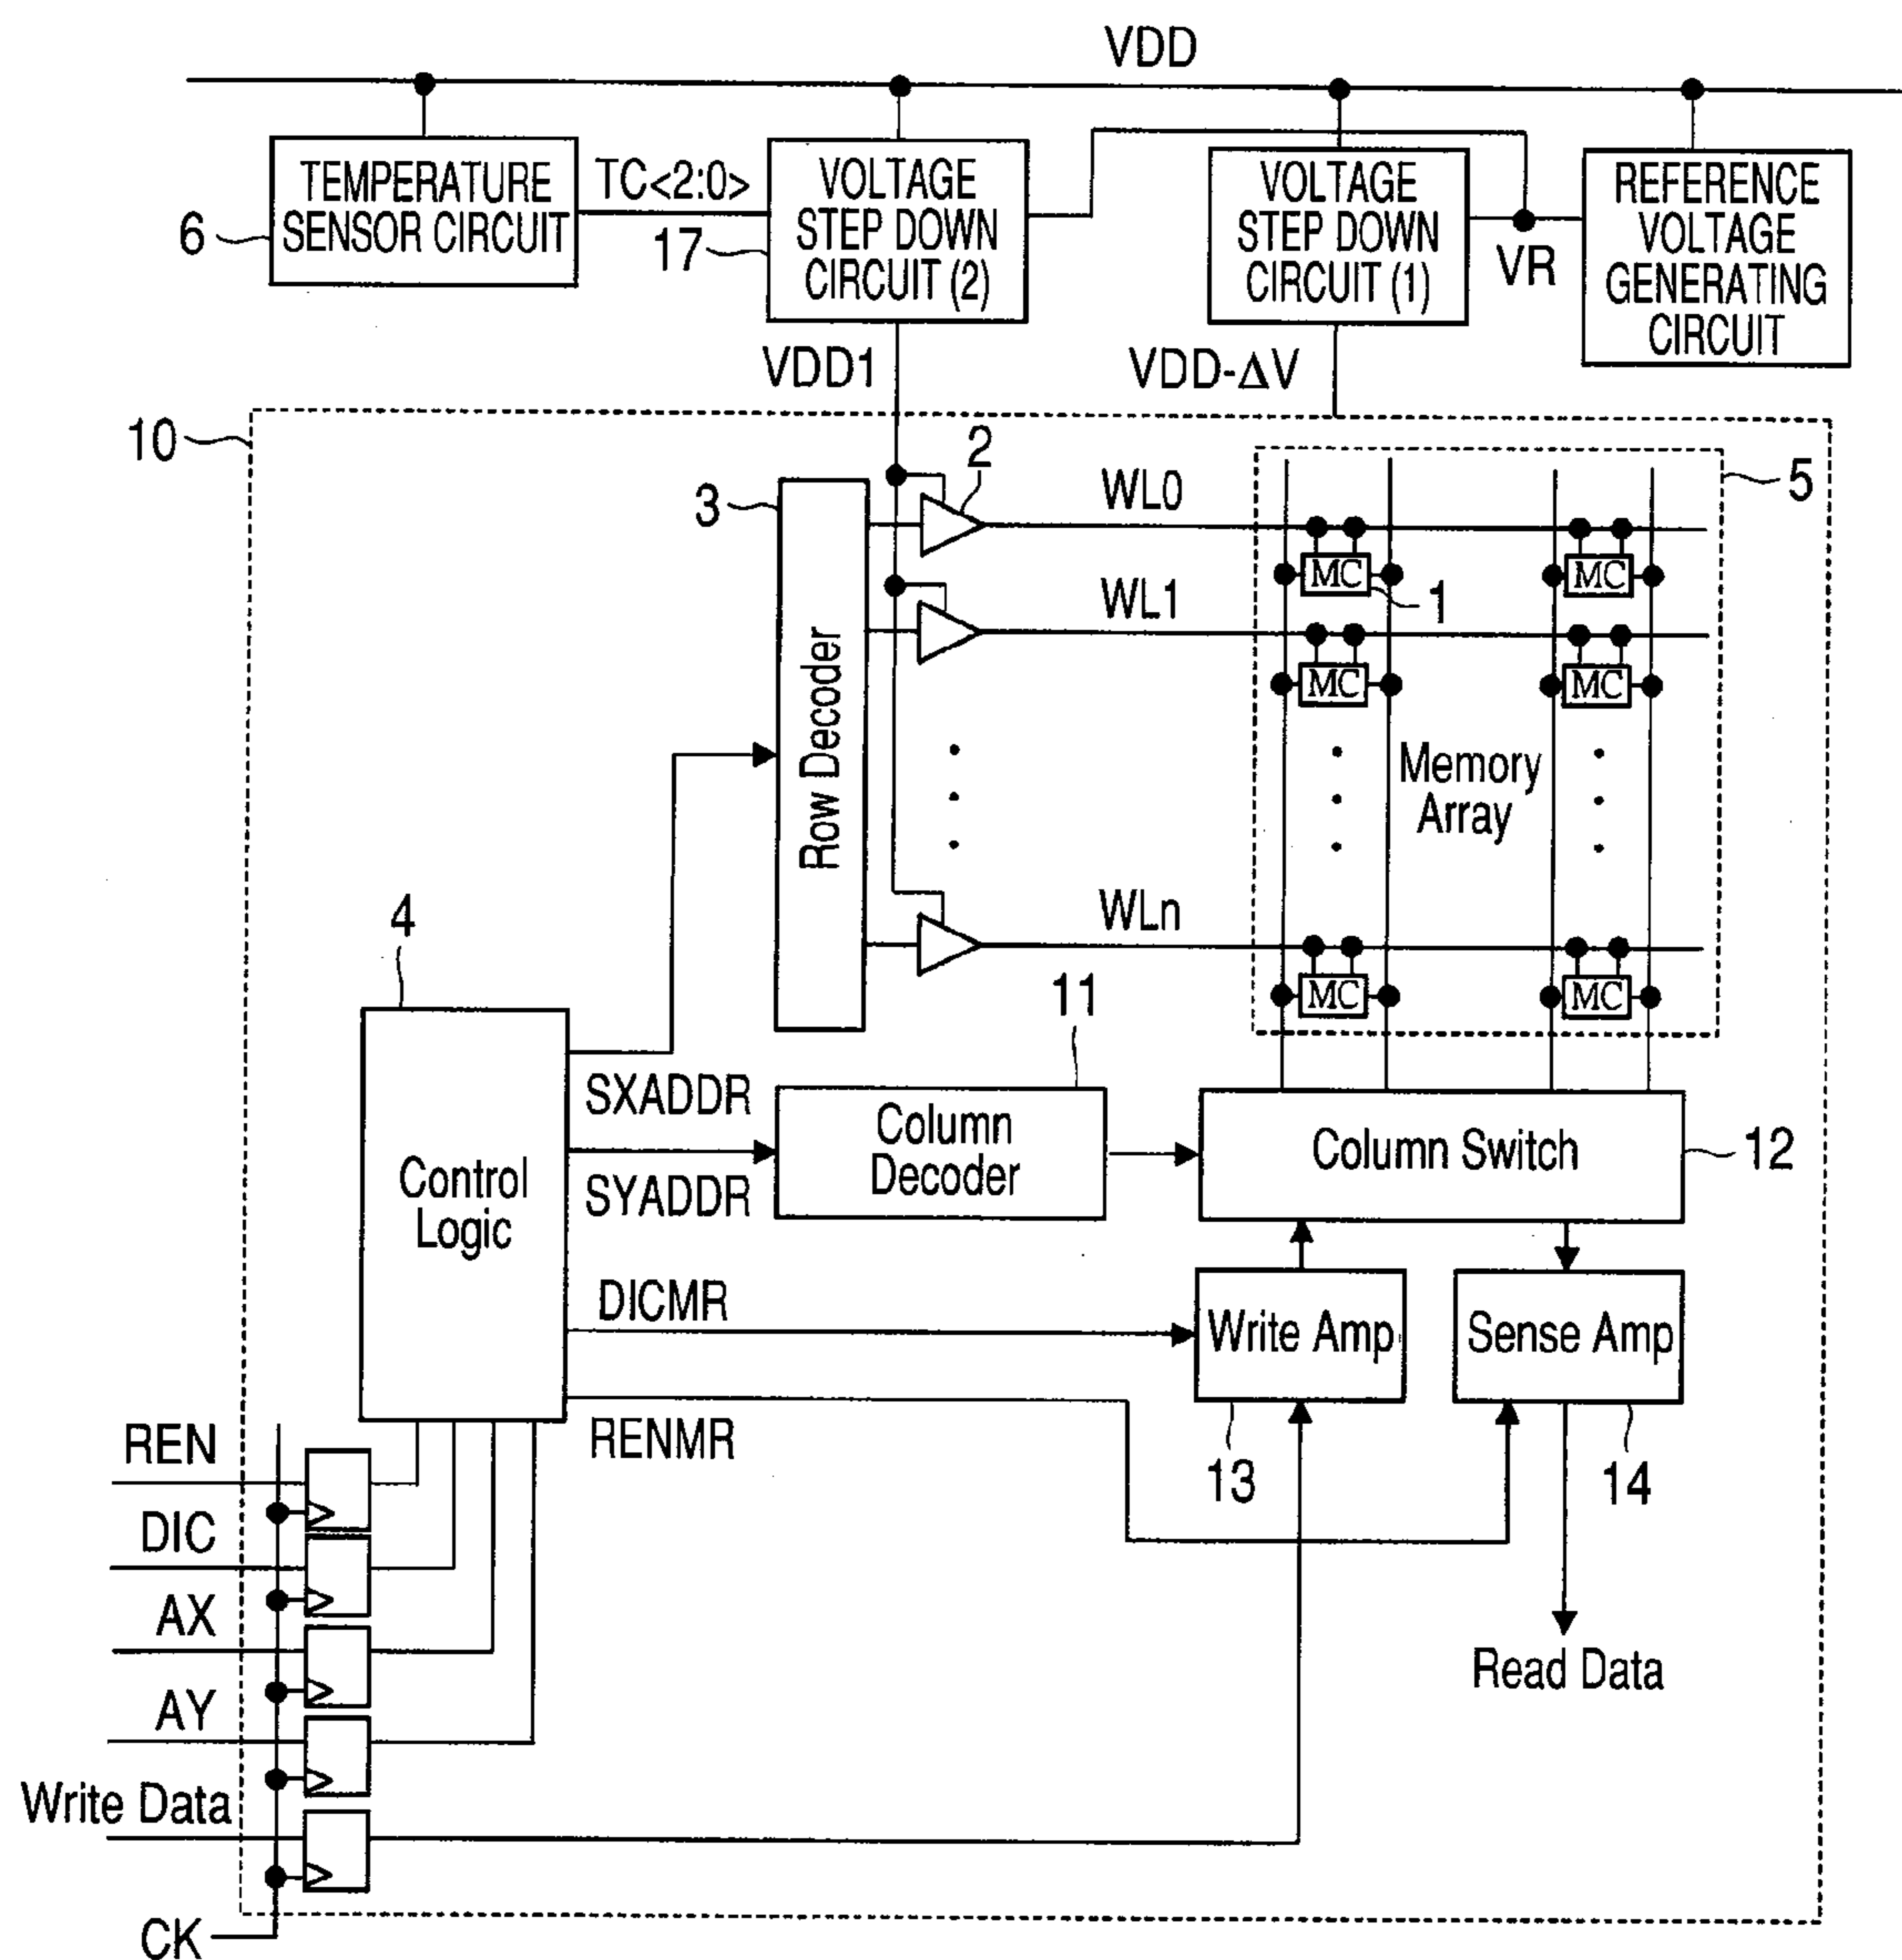 VDD
TEMPERATURE
SENSOR CIRCUIT
6
TC<2:0>
17
VOLTAGE
STEP DOWN
CIRCUIT (2)
VOLTAGE
STEP DOWN
CIRCUIT (1)
VR
REFERENCE
VOLTAGE
GENERATING
CIRCUIT
VDD1
VDD-ΔV
10
2
3
WL0
5
MC
MC
1
WL1
MC
MC
Row Decoder
Memory
Array
4
WLn
MC
MC
11
SXADDR
Column
Decoder
Column Switch
12
Control
Logic
SYADDR
DICMR
Write Amp
Sense Amp
RENMR
13
14
REN
DIC
AX
AY
Read Data
Write Data
CK